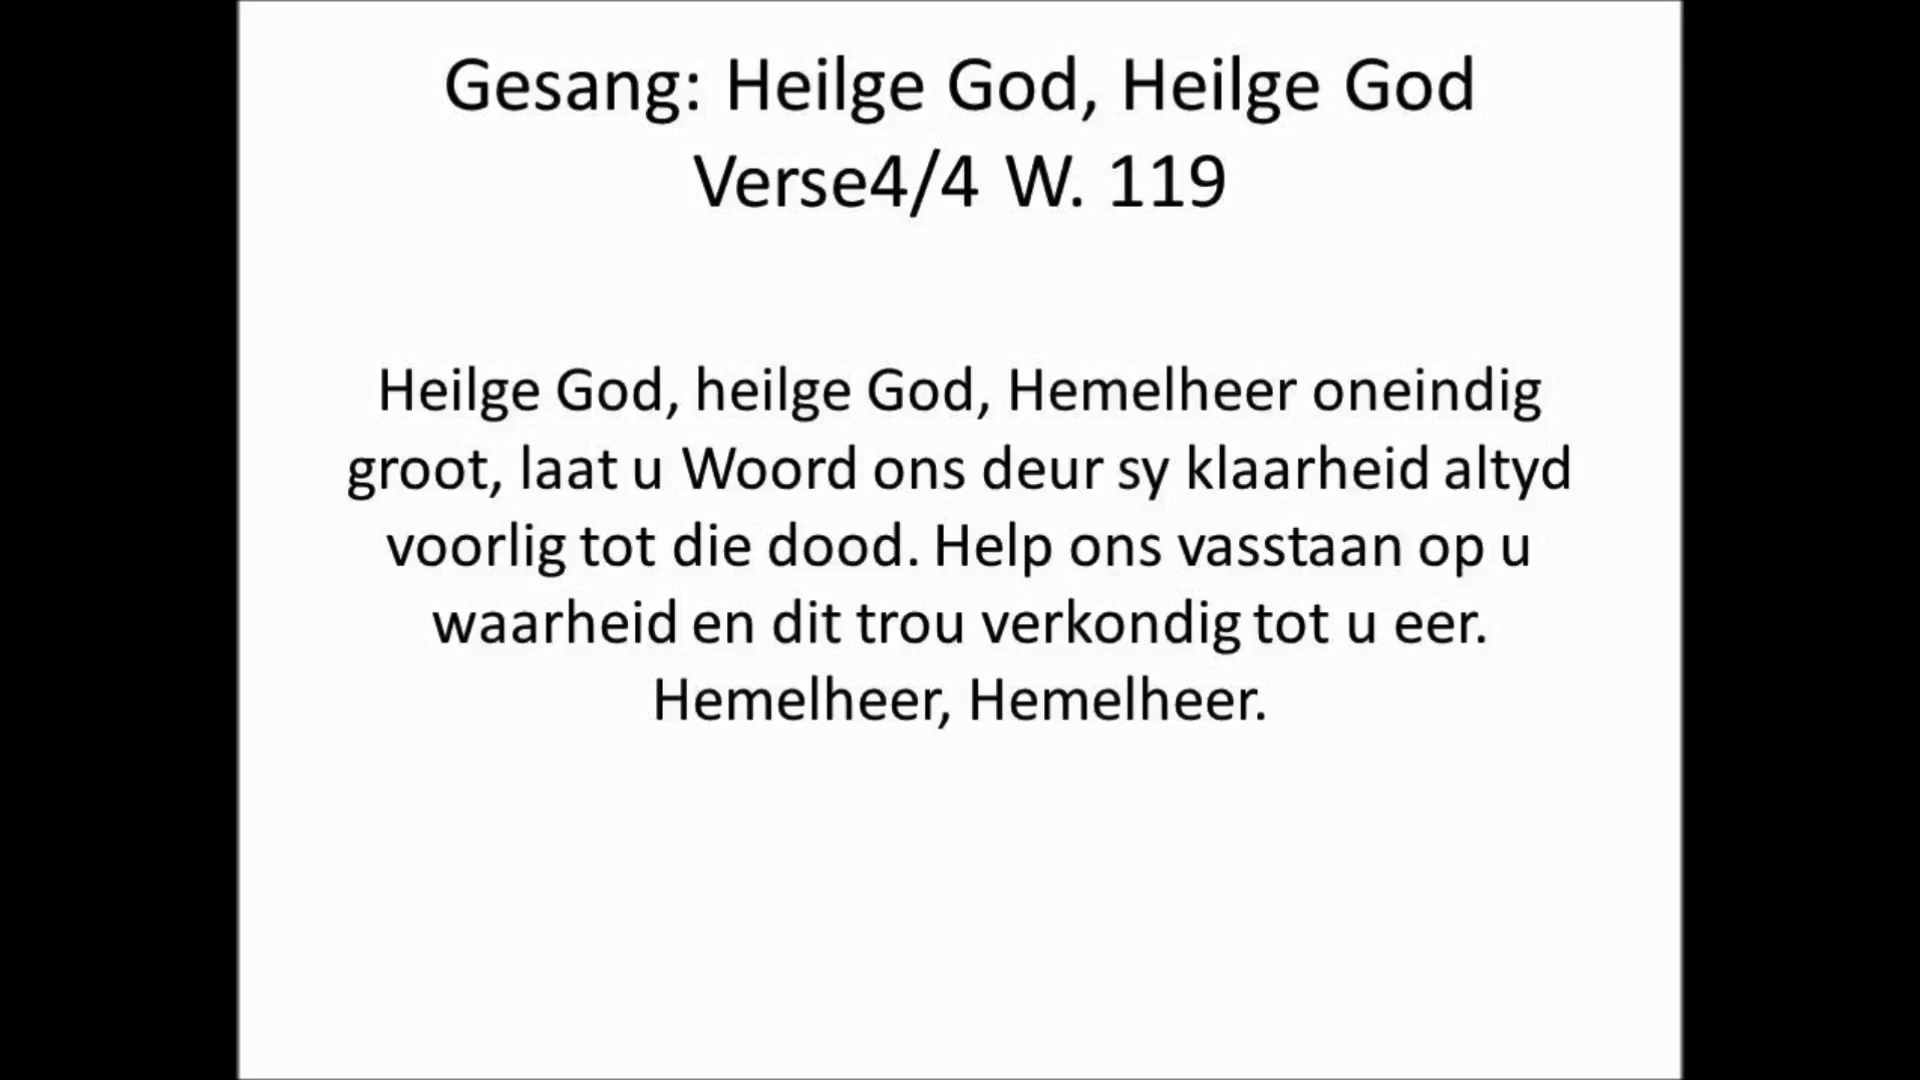 Gesang: Heilge God, Heilge God
Verse4/4 W. 119
Heilge God, heilge God, Hemelheer oneindig
groot, laat u Woord ons deur sy klaarheid altyd
voorlig tot die dood. Help ons vasstaan op u
waarheid en dit trou verkondig tot u eer.
Hemelheer, Hemelheer.